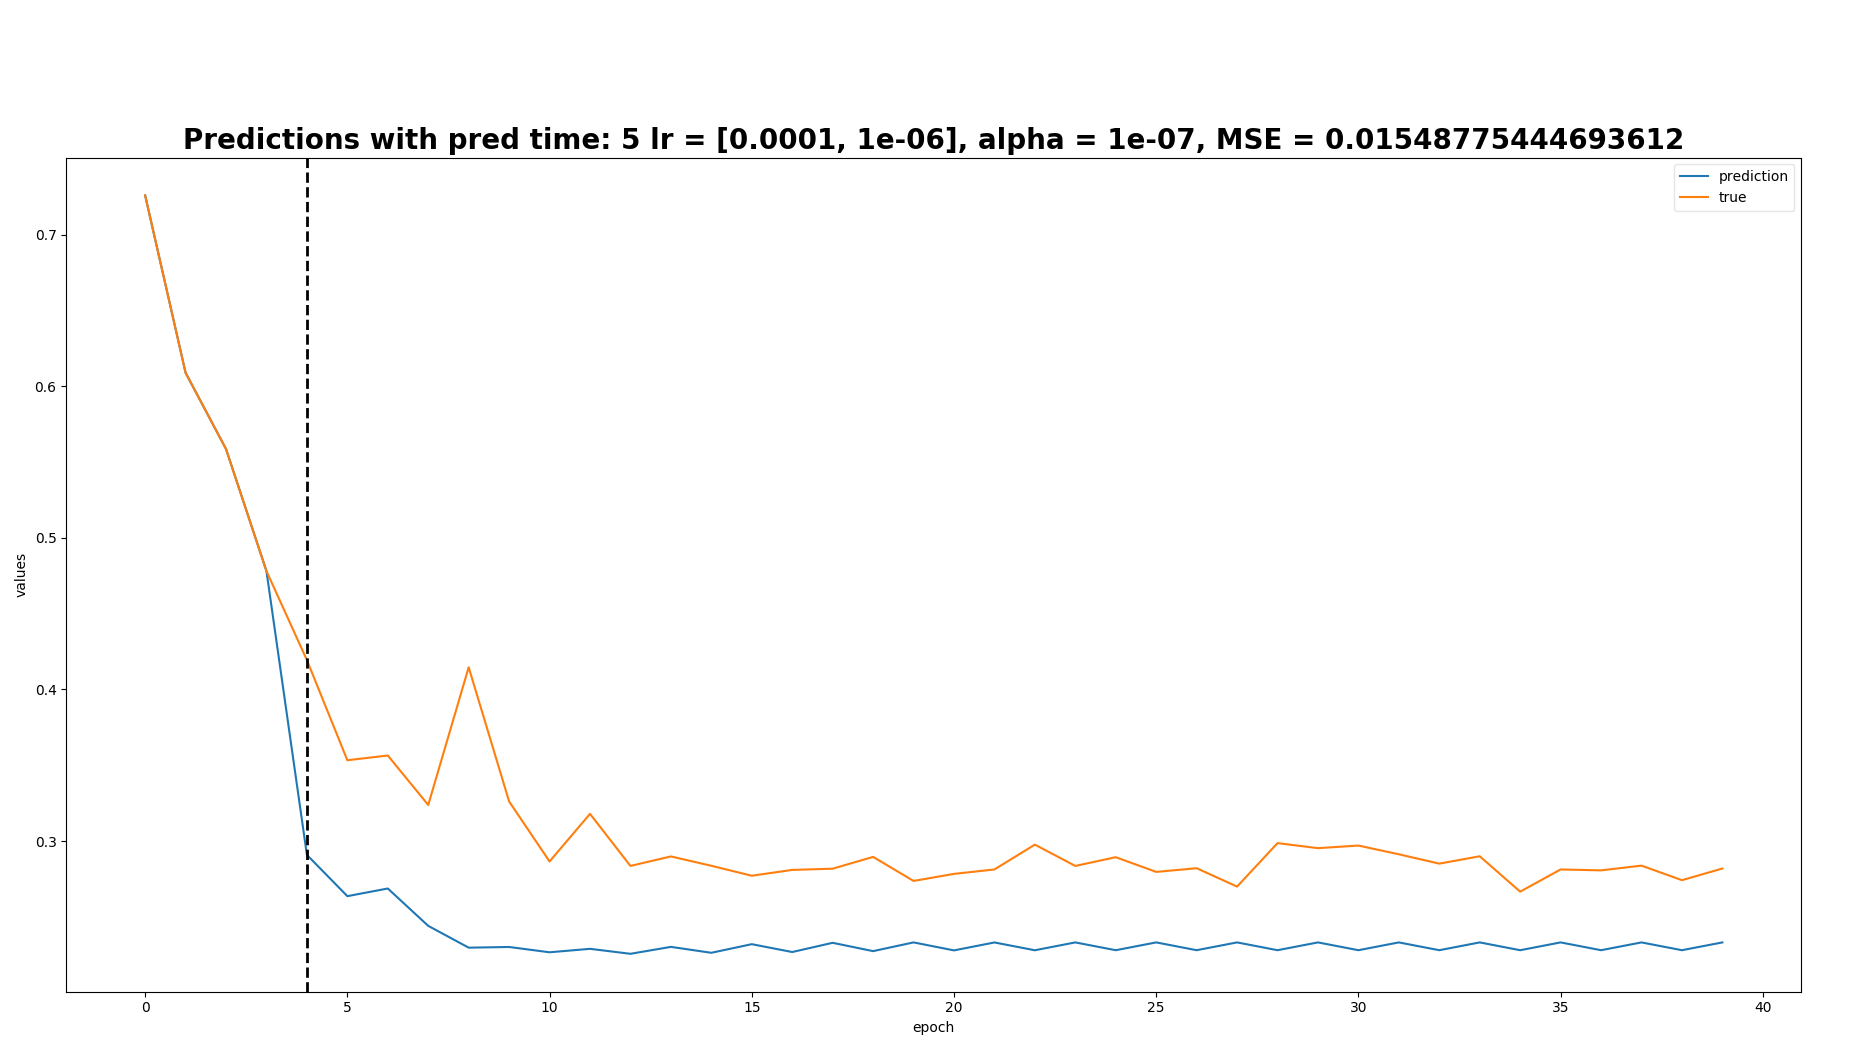 Predictions with pred time: 5 lr = [0.0001, 1e-06], alpha = 1e-07, MSE = 0.01548775444693612
prediction
true
values
0.7
0.6
0.5
0.4
0.3
0 5 10 15 20 25 30 35 40
epoch